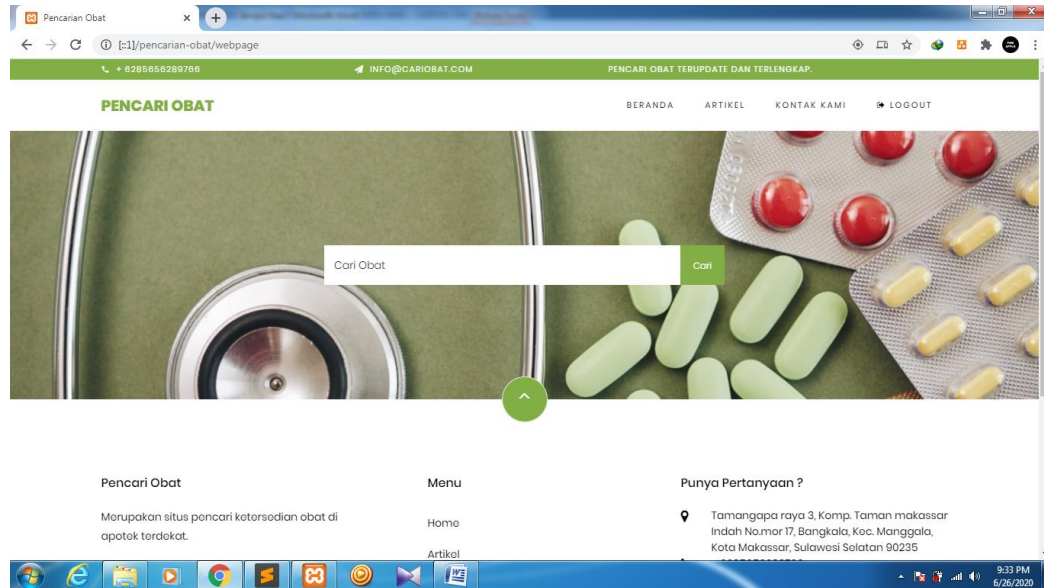 Pencarian Obat
[::1]/pencarian-obat/webpage
+ 6285656289766
INFO@CARIOBAT.COM
PENCARI OBAT TERUPDATE DAN TERLENGKAP.
PENCARI OBAT
BERANDA
ARTIKEL
KONTAK KAMI
LOGOUT
Cari Obat
Cari
Pencari Obat
Merupakan situs pencari ketersedian obat di
apotek terdekat.
Menu
Home
Artikel
Punya Pertanyaan ?
Tamangapa raya 3, Komp. Taman makassar
Indah No.mor 17, Bangkala, Kec. Manggala,
Kota Makassar, Sulawesi Selatan 90235
9:33 PM
6/26/2020